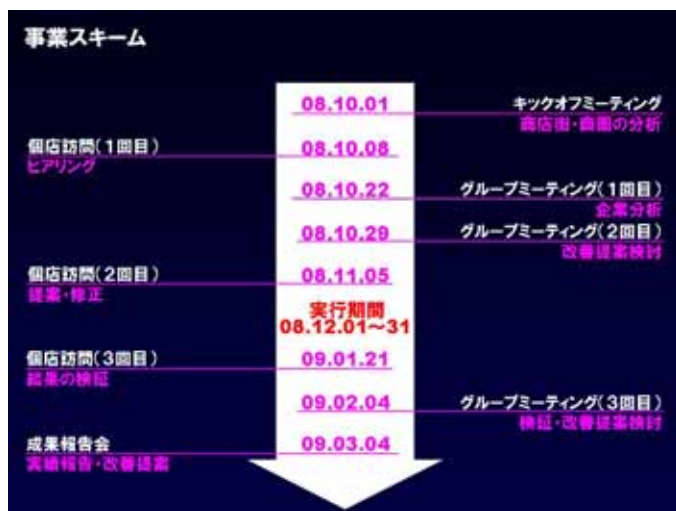 事業スキーム
08.10.01
キックオフミーティング
商店街・商圏の分析
個店訪問(1回目)
08.10.08
ヒアリング
08.10.22
グループミーティング(1回目)
企業分析
08.10.29
グループミーティング(2回目)
改善提案検討
個店訪問(2回目)
08.11.05
提案・修正
実行期間
08.12.01〜31
個店訪問(3回目)
09.01.21
結果の検証
09.02.04
グループミーティング(3回目)
検証・改善提案検討
成果報告会
09.03.04
実績報告・改善提案